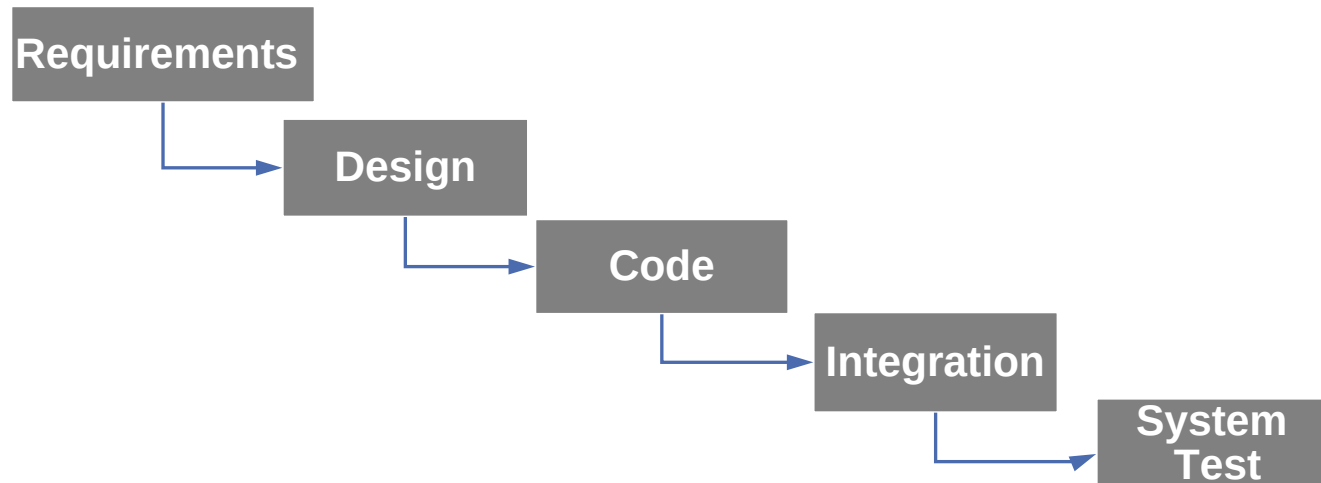 Requirements
Design
Code
Integration
System
Test